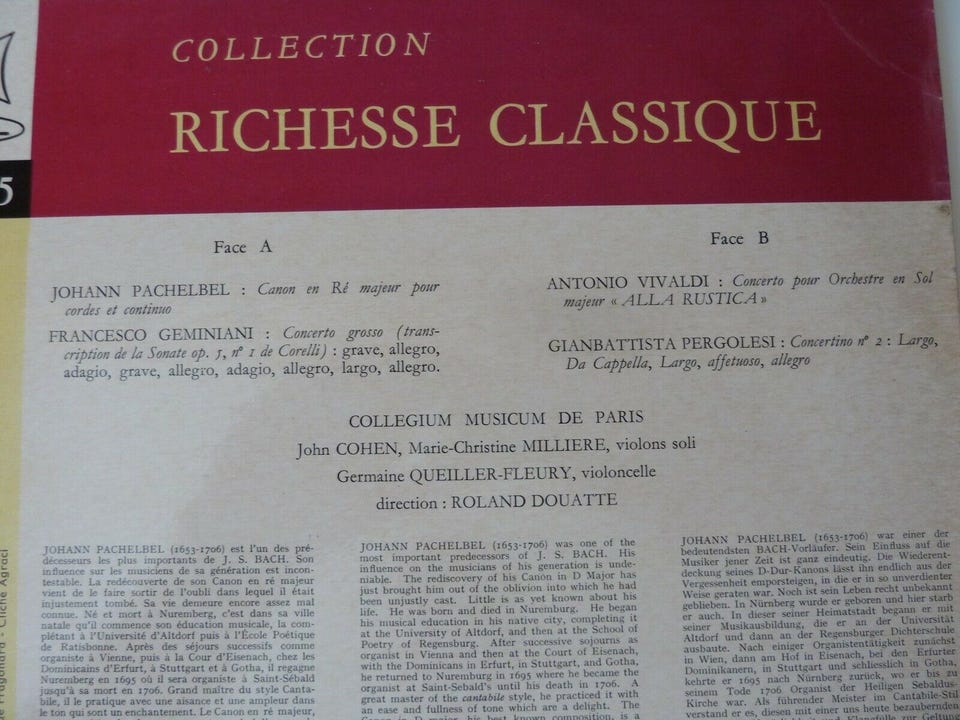 COLLECTION
RICHESSE CLASSIQUE
5
Face A
JOHANN PACHELBEL : Canon en Ré majeur pour
cordes et continuo
FRANCESCO GEMINIANI : Concerto grosso (trans-
cription de la Sonate op. 5, nº 1 de Corelli) : grave, allegro,
adagio, grave, allegro, adagio, allegro, largo, allegro.
Face B
ANTONIO VIVALDI : Concerto pour Orchestre en Sol
majeur « ALLA RUSTICA »
GIANBATTISTA PERGOLESI : Concertino nº 2 : Largo,
Da Cappella, Largo, affetuoso, allegro
COLLEGIUM MUSICUM DE PARIS
John COHEN, Marie-Christine MILLIERE, violons soli
Germaine QUEILLER-FLEURY, violoncelle
direction : ROLAND DOUATTE
JOHANN PACHELBEL (1653-1706) est l'un des pré-
décesseurs les plus importants de J. S. BACH. Son
influence sur les musiciens de sa génération est incon-
testable. La redécouverte de son Canon en ré majeur
vient de le faire sortir de l'oubli dans lequel il était
injustement tombé. Sa vie demeure encore assez mal
connue. Né et mort à Nuremberg, c'est dans sa ville
natale qu'il commence son éducation musicale, la com-
plétant à l'Université d'Altdorf puis à l'École Poétique
de Ratisbonne. Après des séjours successifs comme
organiste à Vienne, puis à la Cour d'Eisenach, chez les
Dominicains d'Erfurt, à Stuttgart et à Gotha, il regagne
Nuremberg en 1695 où il sera organiste à Saint-Sébald
jusqu'à sa mort en 1706. Grand maître du style Canta-
bile, il le pratique avec une aisance et une ampleur dans
le ton qui sont un enchantement. Le Canon en ré majeur,
JOHANN PACHELBEL (1653-1706) was one of the
most important predecessors of J. S. BACH. His
influence on the musicians of his generation is unde-
niable. The rediscovery of his Canon in D Major has
just brought him out of the oblivion into which he had
been unjustly cast. Little is as yet known about his
life. He was born and died in Nuremburg. He began
his musical education in his native city, completing it
at the University of Altdorf, and then at the School of
Poetry of Regensburg. After successive sojourns as
organist in Vienna and then at the Court of Eisenach,
with the Dominicans in Erfurt, in Stuttgart, and Gotha,
he returned to Nuremburg in 1695 where he became the
organist at Saint-Sebald's until his death in 1706. A
great master of the cantabile style, he practiced it with
an ease and fullness of tone which are a delight. The
Canon in D major, his best known composition, is a
JOHANN PACHELBEL (1653-1706) war einer der
bedeutendsten BACH-Vorläufer. Sein Einfluss auf die
Musiker jener Zeit ist ganz eindeutig. Die Wiederent-
deckung seines D-Dur-Kanons lässt ihn endlich aus der
Vergessenheit emporsteigen, in die er in so unverdienter
Weise geraten war. Noch ist sein Leben recht unbekannt
geblieben. In Nürnberg wurde er geboren und hier starb
er auch. In dieser seiner Heimatstadt begann er mit
seiner Musikausbildung, die er an der Universität
Altdorf und dann an der Regensburger Dichterschule
ausbaute. Nach einiger Organistentätigkeit zunächst
in Wien, dann am Hof in Eisenach, bei den Erfurter
Dominikanern, in Stuttgart und schliesslich in Gotha,
kehrte er 1695 nach Nürnberg zurück, wo er bis zu
seinem Tode 1706 Organist der Heiligen Sebaldus-
Kirche war. Als führender Meister im Cantabile-Stil
verstand er es, diesen mit einer uns heute bezaubernden
Fragonard - Cliché Agraci